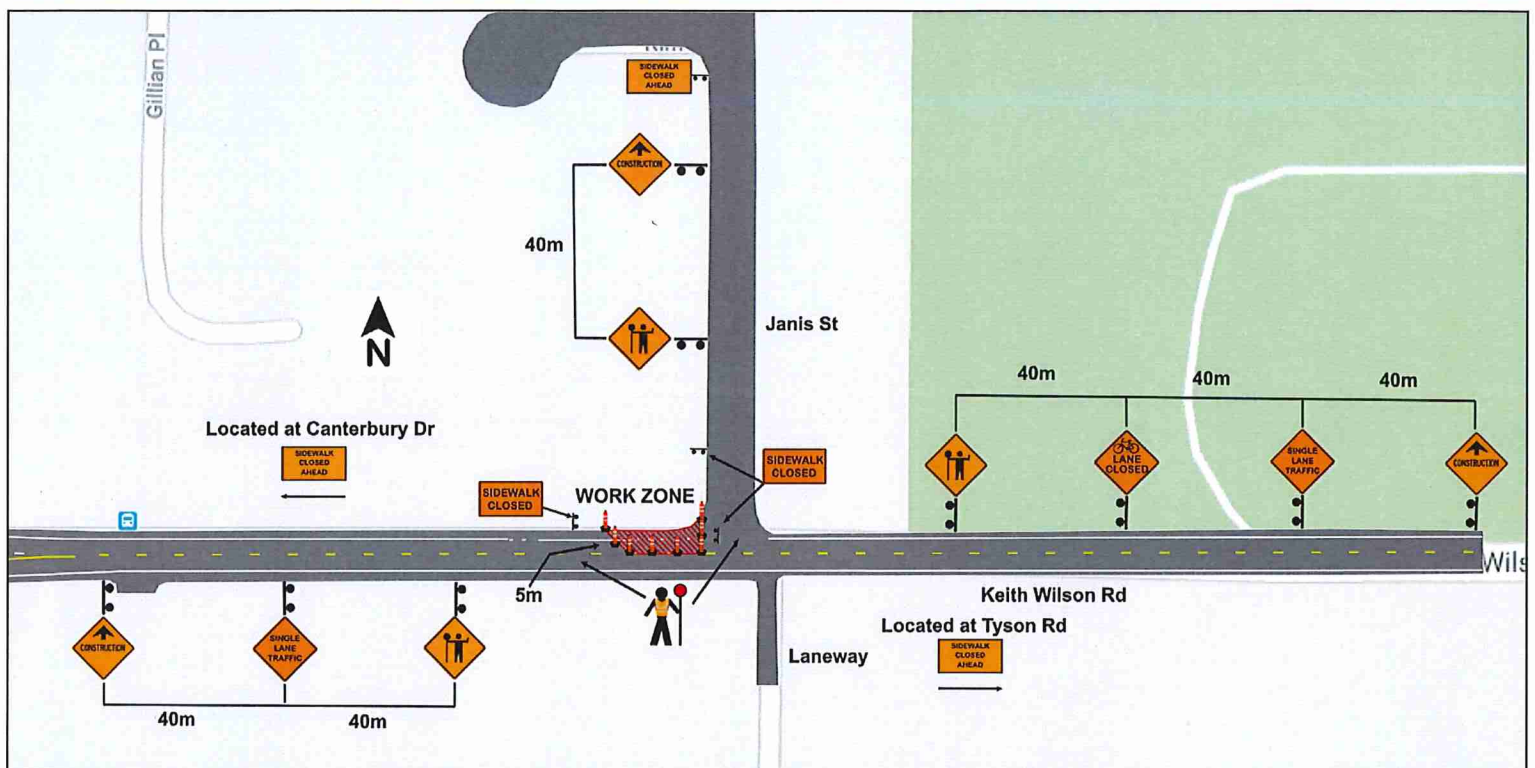 Gillian Pl
SIDEWALK
CLOSED
AHEAD
CONSTRUCTION
40m
N
Janis St
Located at Canterbury Dr
SIDEWALK
CLOSED
AHEAD
SIDEWALK
CLOSED
WORK ZONE
SIDEWALK
CLOSED
40m
40m
40m
LANE
CLOSED
SINGLE
LANE
TRAFFIC
CONSTRUCTION
Wils
5m
Keith Wilson Rd
Located at Tyson Rd
SIDEWALK
CLOSED
AHEAD
Laneway
CONSTRUCTION
SINGLE
LANE
TRAFFIC
40m
40m